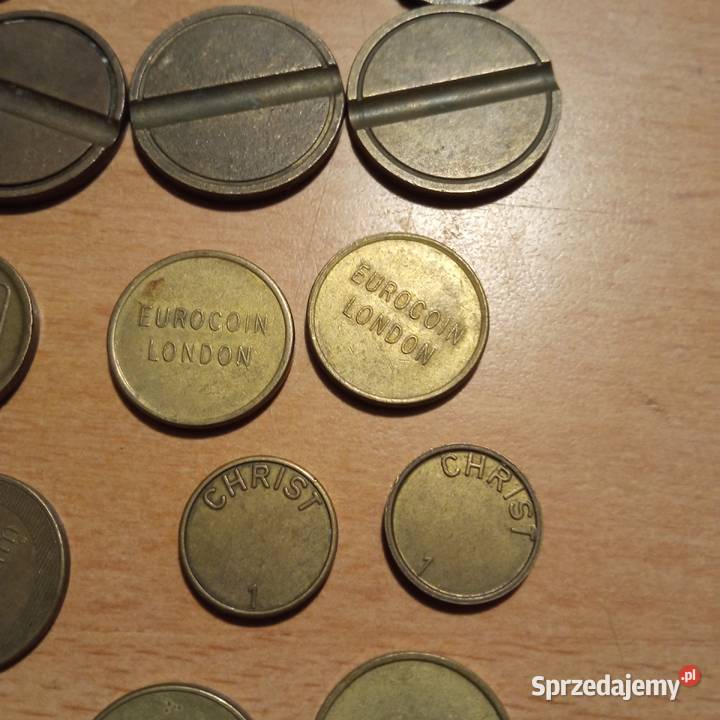 EUROCOIN
LONDON
EUROCOIN
LONDON
CHRIST
1
CHRIST
1
Sprzedajemy.pl